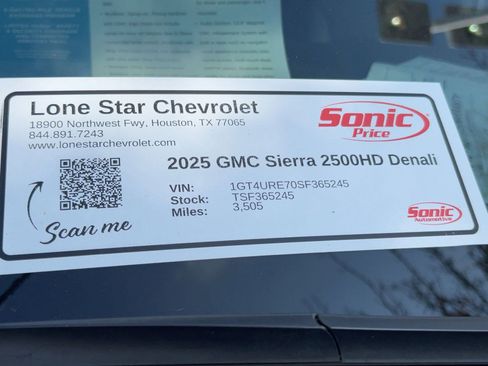 Lone Star Chevrolet
18900 Northwest Fwy, Houston, TX 77065
844.891.7243
www.lonestarchevrolet.com
Sonic
Price
2025 GMC Sierra 2500HD Denali
VIN: 1GT4URE70SF365245
Stock: TSF365245
Miles: 3,505
Scan me
Sonic
Automotive